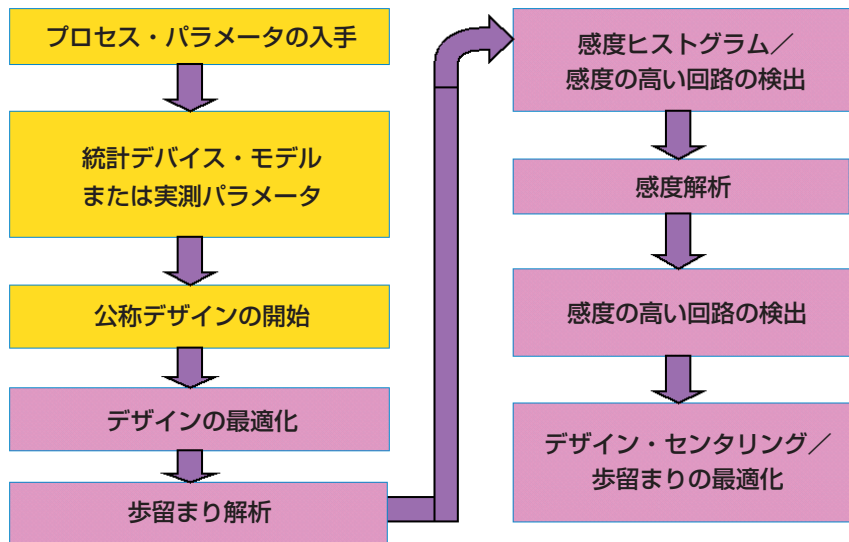 プロセス・パラメータの入手
統計デバイス・モデル
または実測パラメータ
公称デザインの開始
デザインの最適化
歩留まり解析
感度ヒストグラム／
感度の高い回路の検出
感度解析
感度の高い回路の検出
デザイン・センタリング／
歩留まりの最適化